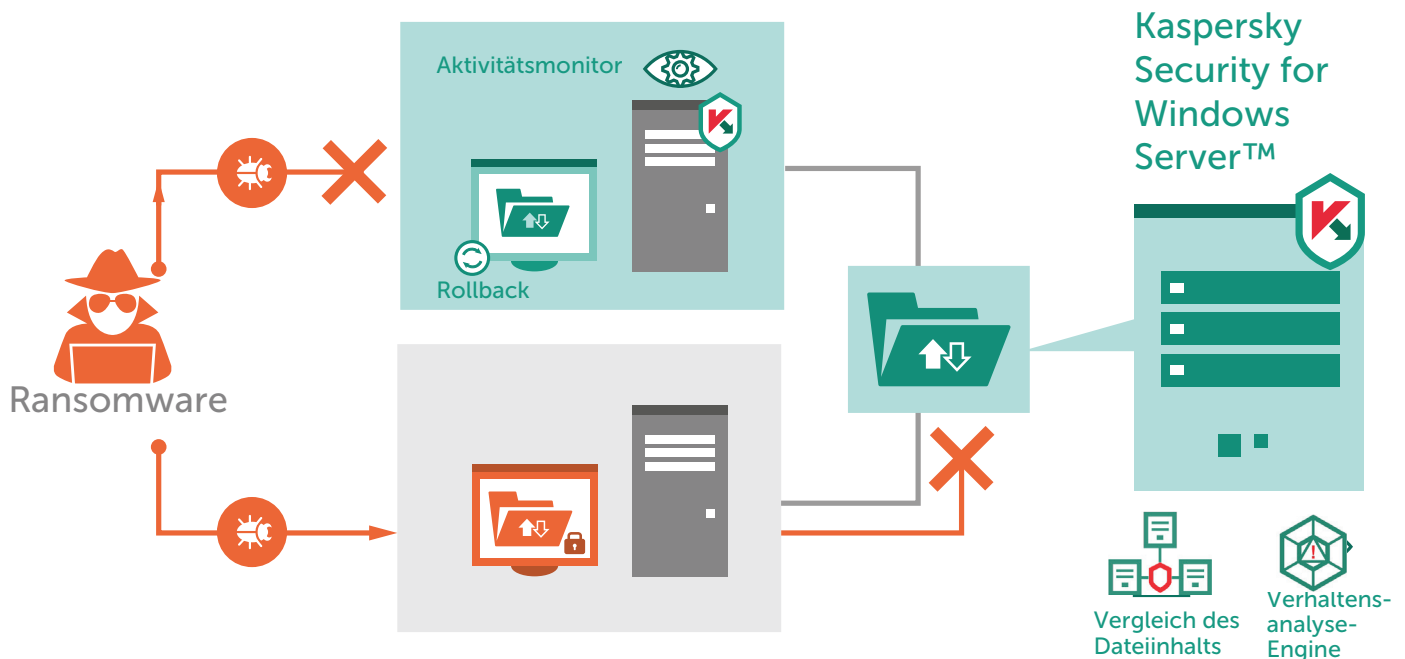 Kaspersky
Security for
Windows
Server™
Aktivitätsmonitor
Rollback
Ransomware
Vergleich des
Dateiinhalts
Verhaltens-
analyse-
Engine